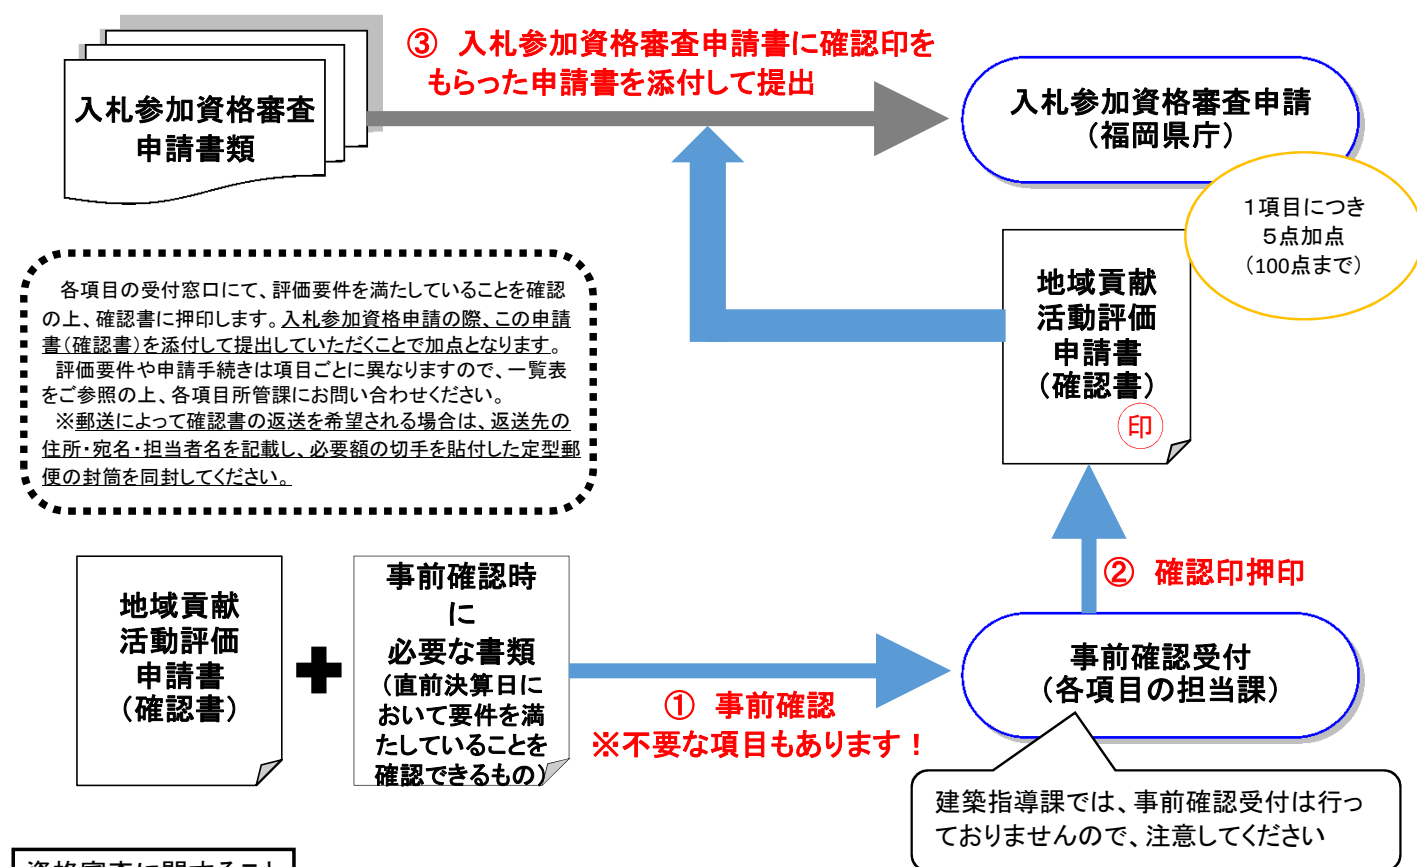 ③ 入札参加資格審査申請書に確認印を
もらった申請書を添付して提出
入札参加資格審査
申請書類
入札参加資格審査申請
（福岡県庁）
１項目につき
５点加点
（100点まで）
地域貢献
活動評価
申請書
（確認書）
印
各項目の受付窓口にて、評価要件を満たしていることを確認
の上、確認書に押印します。入札参加資格申請の際、この申請
書（確認書）を添付して提出していただくことで加点となります。
評価要件や申請手続きは項目ごとに異なりますので、一覧表
をご参照の上、各項目所管課にお問い合わせください。
※郵送によって確認書の返送を希望される場合は、返送先の
住所・宛名・担当者名を記載し、必要額の切手を貼付した定型郵
便の封筒を同封してください。
② 確認印押印
地域貢献
活動評価
申請書
（確認書）
事前確認時
に
必要な書類
（直前決算日に
おいて要件を満
たしていることを
確認できるもの）
① 事前確認
※不要な項目もあります！
事前確認受付
（各項目の担当課）
建築指導課では、事前確認受付は行っ
ておりませんので、注意してください
資格審査に関すること